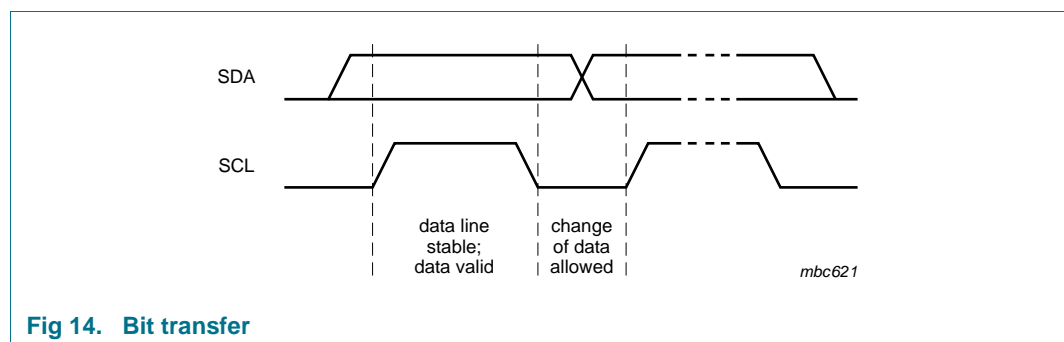 SDA
SCL
data line
stable;
data valid
change
of data
allowed
mbc621
Fig 14. Bit transfer